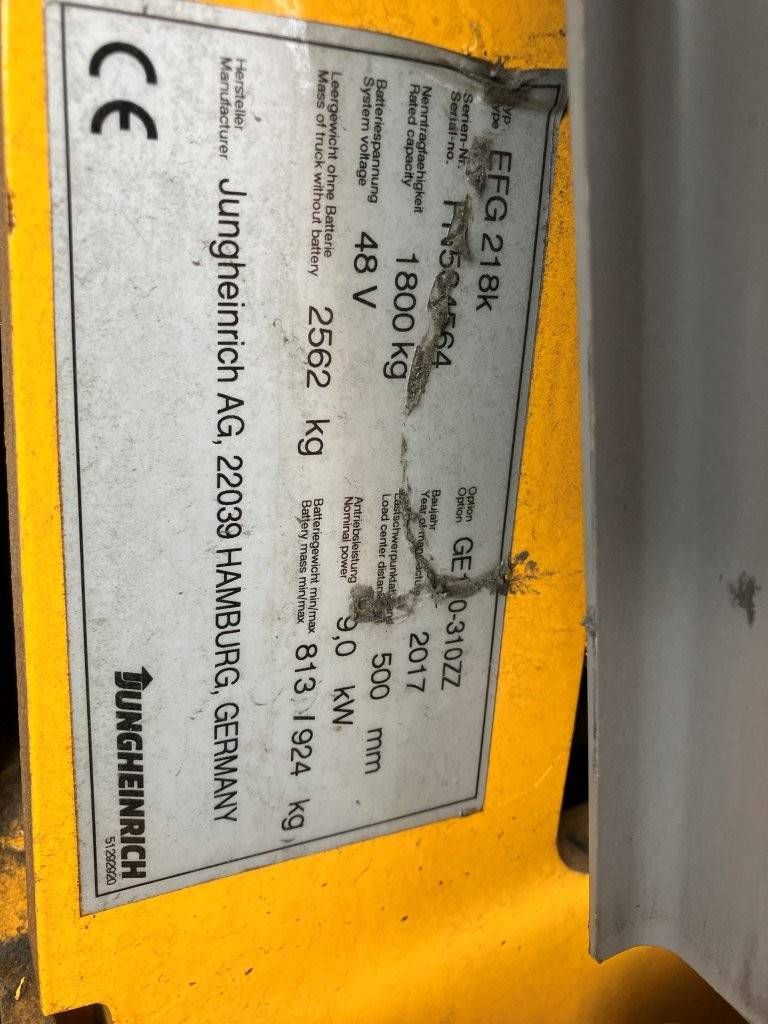 Typ. Type EFG 218k Option Option
Serien-Nr. Serial-no. Baujahr Year of 2017
Nenntragfaehigkeit Rated capacity 1800 kg Load center 500 mm
Batteriespannung System voltage 48 V Antriebsleistung Nominal power 9,0 kW
Leergewicht ohne Batterie Mass of truck without battery 2562 kg Batteriegewicht min/max Battery mass min/max 813 / 924 kg
Hersteller Manufacturer Jungheinrich AG, 22039 HAMBURG, GERMANY
CE JUNGHEINRICH
51292920